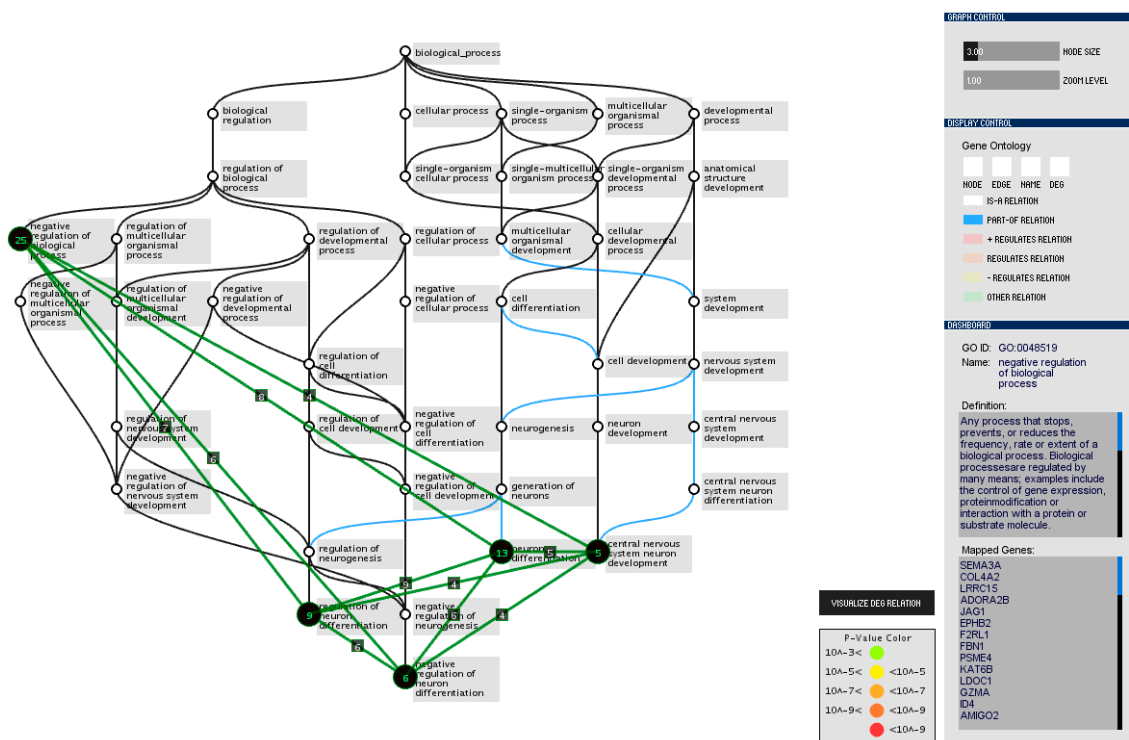 biological_process
biological
regulation
cellular process
single-organism
process
multicellular
organismal
process
developmental
process
regulation of
biological
process
single-organism
cellular process
single-multicellular
organism process
single-organism
developmental
process
anatomical
structure
development
25
negative
regulation of
biological
process
regulation of
multicellular
organismal
process
regulation of
developmental
process
regulation of
cellular process
multicellular
organismal
development
cellular
developmental
process
negative
regulation of
multicellular
organismal
process
regulation of
multicellular
organismal
development
negative
regulation of
developmental
process
negative
regulation of
cellular process
cell
differentiation
system
development
regulation of
cell
differentiation
cell development
nervous system
development
8
4
7
regulation of
nervous system
development
regulation of
cell development
negative
regulation of
cell
differentiation
neurogenesis
neuron
development
central nervous
system
development
6
negative
regulation of
nervous system
development
negative
regulation of
cell development
generation of
neurons
central nervous
system neuron
differentiation
regulation of
neurogenesis
13
neuron
differentiation
5
5
central nervous
system neuron
development
9
4
9
regulation of
neuron
differentiation
negative
regulation of
neurogenesis
6
4
6
6
negative
regulation of
neuron
differentiation
GRAPH CONTROL
3.00
NODE SIZE
1.00
ZOOM LEVEL
DISPLAY CONTROL
Gene Ontology
NODE EDGE NAME DEG
IS-A RELATION
PART-OF RELATION
+ REGULATES RELATION
REGULATES RELATION
- REGULATES RELATION
OTHER RELATION
DASHBOARD
GO ID: GO:0048519
Name: negative regulation
of biological
process
Definition:
Any process that stops,
prevents, or reduces the
frequency, rate or extent of a
biological process. Biological
processesare regulated by
many means; examples include
the control of gene expression,
proteinmodification or
interaction with a protein or
substrate molecule.
Mapped Genes:
SEMA3A
COL4A2
LRRC15
ADORA2B
JAG1
EPHB2
F2RL1
FBN1
PSME4
KAT6B
LDOC1
GZMA
ID4
AMIGO2
VISUALIZE DEG RELATION
P-Value Color
10^-3<
10^-5< <10^-5
10^-7< <10^-7
10^-9< <10^-9
<10^-9